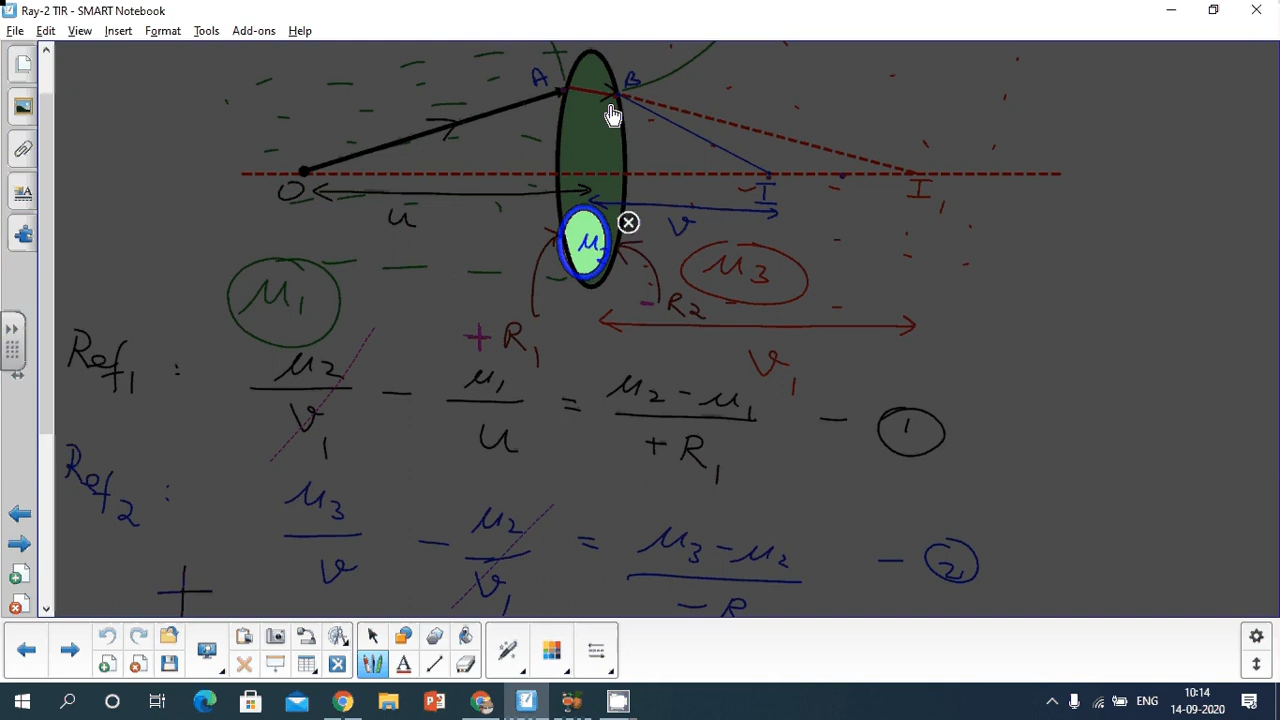 Ray-2 TIR - SMART Notebook
File Edit View Insert Format Tools Add-ons Help
A B
O I I₁
u v
μ₁ μ₃
+ R₁ - R2
v₁
Ref₁ : μ2/v₁ - μ₁/u = (μ2 - μ₁)/+R₁ - ①
Ref₂ : μ3/v - μ₂/v₁ = (μ3 - μ₂)/-R - ②
+
ENG
10:14
14-09-2020